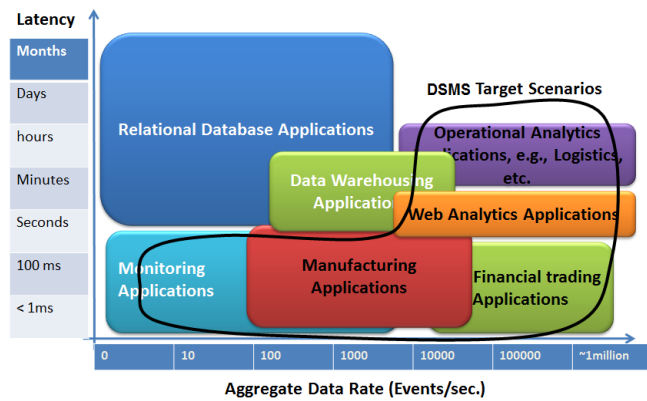 Latency
Months
Days
hours
Minutes
Seconds
100 ms
< 1ms
DSMS Target Scenarios
Relational Database Applications
Operational Analytics
lications, e.g., Logistics,
etc.
Data Warehousing
Application
Web Analytics Applications
Monitoring
Applications
Manufacturing
Applications
Financial trading
Applications
0 10 100 1000 10000 100000 ~1million
Aggregate Data Rate (Events/sec.)